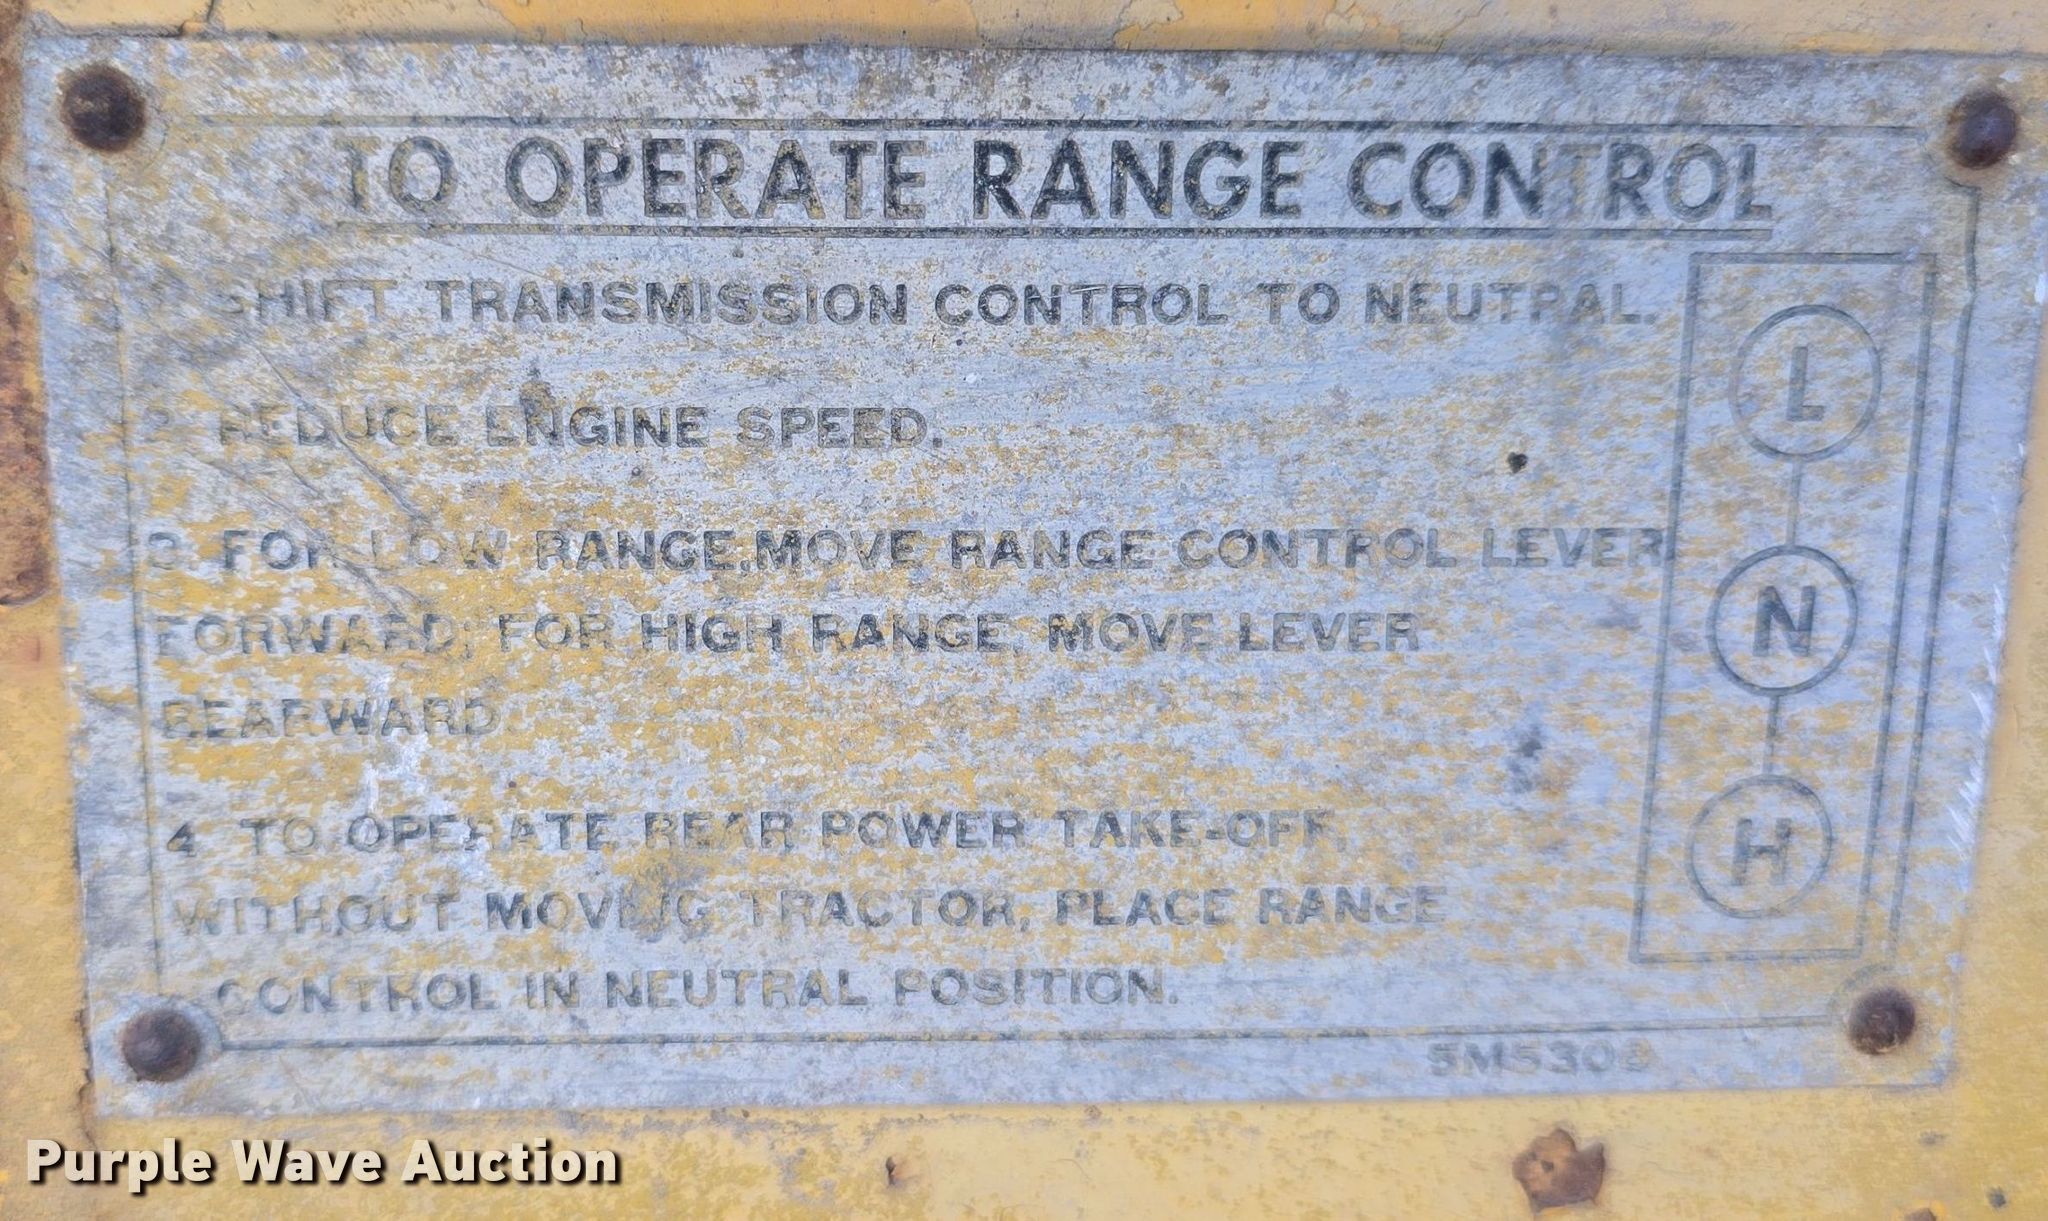 TO OPERATE RANGE CONTROL
SHIFT TRANSMISSION CONTROL TO NEUTRAL.
2. REDUCE ENGINE SPEED.
3. FOR LOW RANGE, MOVE RANGE CONTROL LEVER
FORWARD; FOR HIGH RANGE, MOVE LEVER
REARWARD.
4 TO OPERATE REAR POWER TAKE-OFF,
WITHOUT MOVING TRACTOR, PLACE RANGE
CONTROL IN NEUTRAL POSITION.
L
N
H
Purple Wave Auction